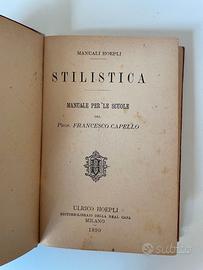 MANUALI HOEPLI
STILISTICA
MANUALE PER LE SCUOLE
DEL
Prof. FRANCESCO CAPELLO
ULRICO HOEPLI
EDITORE-LIBRAIO DELLA REAL CASA
MILANO
1890
subito